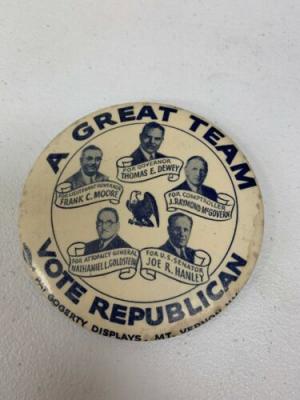 A GREAT TEAM
FOR GOVERNOR
THOMAS E. DEWEY
FOR LIEUTENANT GOVERNOR
FRANK C. MOORE
FOR COMPTROLLER
J. RAYMOND McGOVERN
FOR ATTORNEY GENERAL
NATHANIEL L. GOLDSTEIN
FOR U.S. SENATOR
JOE R. HANLEY
VOTE REPUBLICAN
GOGERTY DISPLAYS, MT. VERNON